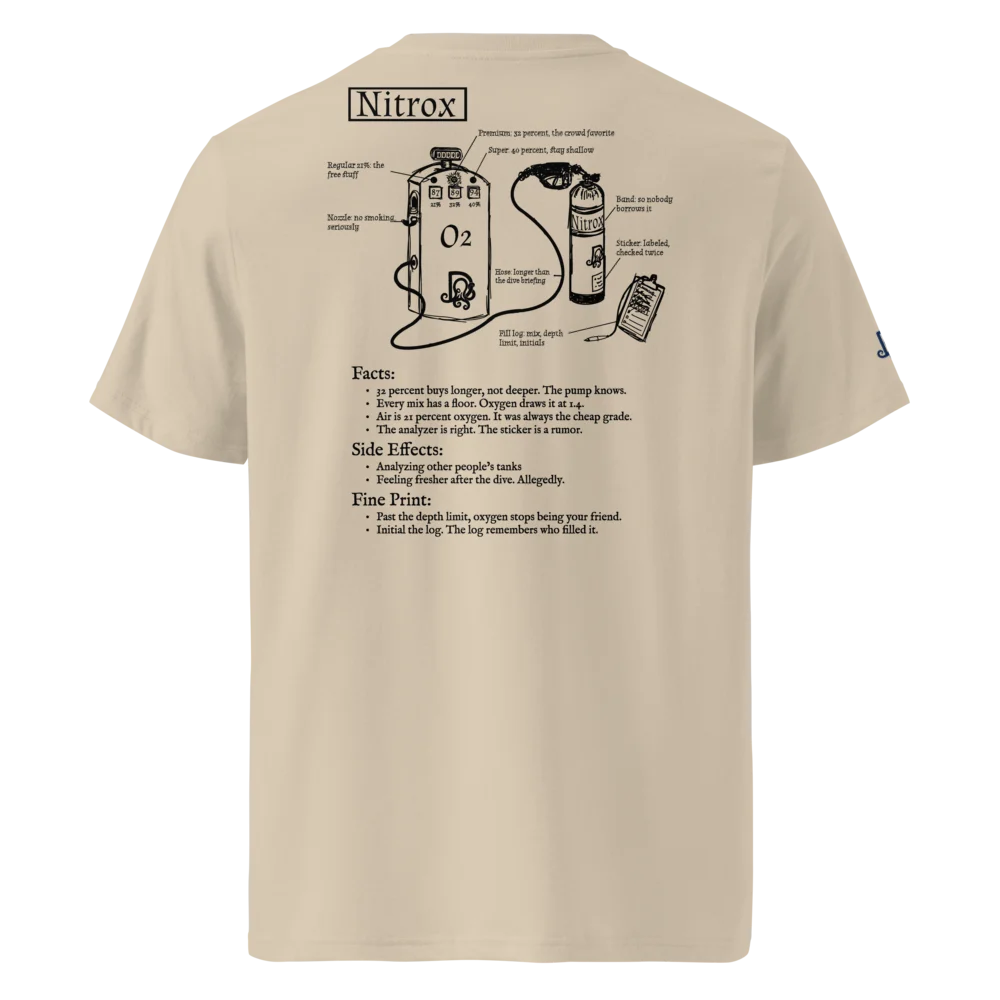 Nitrox
Premium: 32 percent, the crowd favorite
Super: 40 percent, stay shallow
Regular 21%: the
free stuff
87 89 94
21% 32% 40%
Nozzle: no smoking,
seriously
O2
Band: so nobody
borrows it
Nitrox
Sticker: labeled,
checked twice
Hose: longer than
the dive briefing
Fill log: mix, depth
limit, initials
Facts:
• 32 percent buys longer, not deeper. The pump knows.
• Every mix has a floor. Oxygen draws it at 1.4.
• Air is 21 percent oxygen. It was always the cheap grade.
• The analyzer is right. The sticker is a rumor.
Side Effects:
• Analyzing other people's tanks
• Feeling fresher after the dive. Allegedly.
Fine Print:
• Past the depth limit, oxygen stops being your friend.
• Initial the log. The log remembers who filled it.